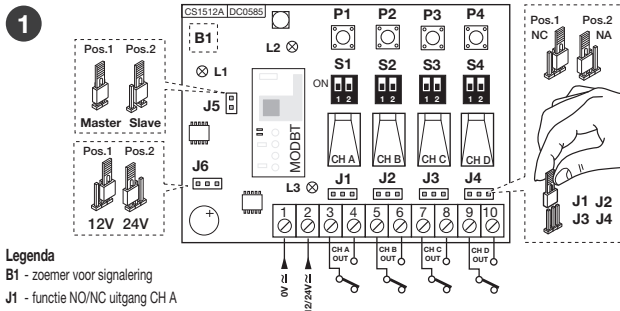 1
CS1512A DC0585
B1
L2
L1
P1 P2 P3 P4
S1 S2 S3 S4
ON
1 2 1 2 1 2 1 2
Pos.1 Pos.2
NC NA
Pos.1 Pos.2
Master Slave
J5
MODBT
CH A CH B CH C CH D
Pos.1 Pos.2
12V 24V
J6
L3
J1 J2 J3 J4
J1 J2
J3 J4
1 2 3 4 5 6 7 8 9 10
0V
12/24V
CH A OUT
CH B OUT
CH C OUT
CH D OUT
Legenda
B1 - zoemer voor signalering
J1 - functie NO/NC uitgang CH A